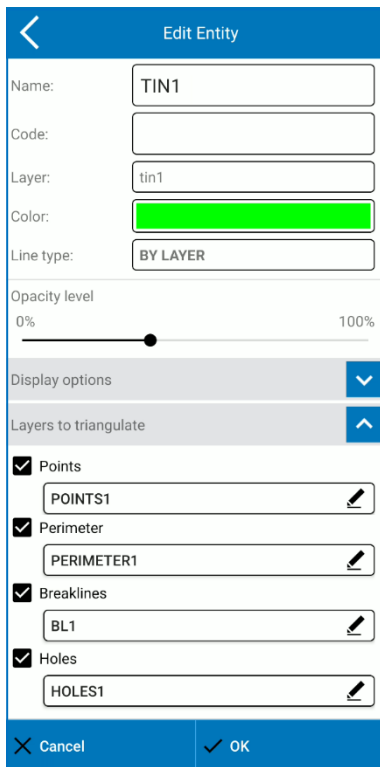 Edit Entity
Name: TIN1
Code:
Layer: tin1
Color:
Line type: BY LAYER
Opacity level
0% 100%
Display options
Layers to triangulate
Points
POINTS1
Perimeter
PERIMETER1
Breaklines
BL1
Holes
HOLES1
Cancel OK